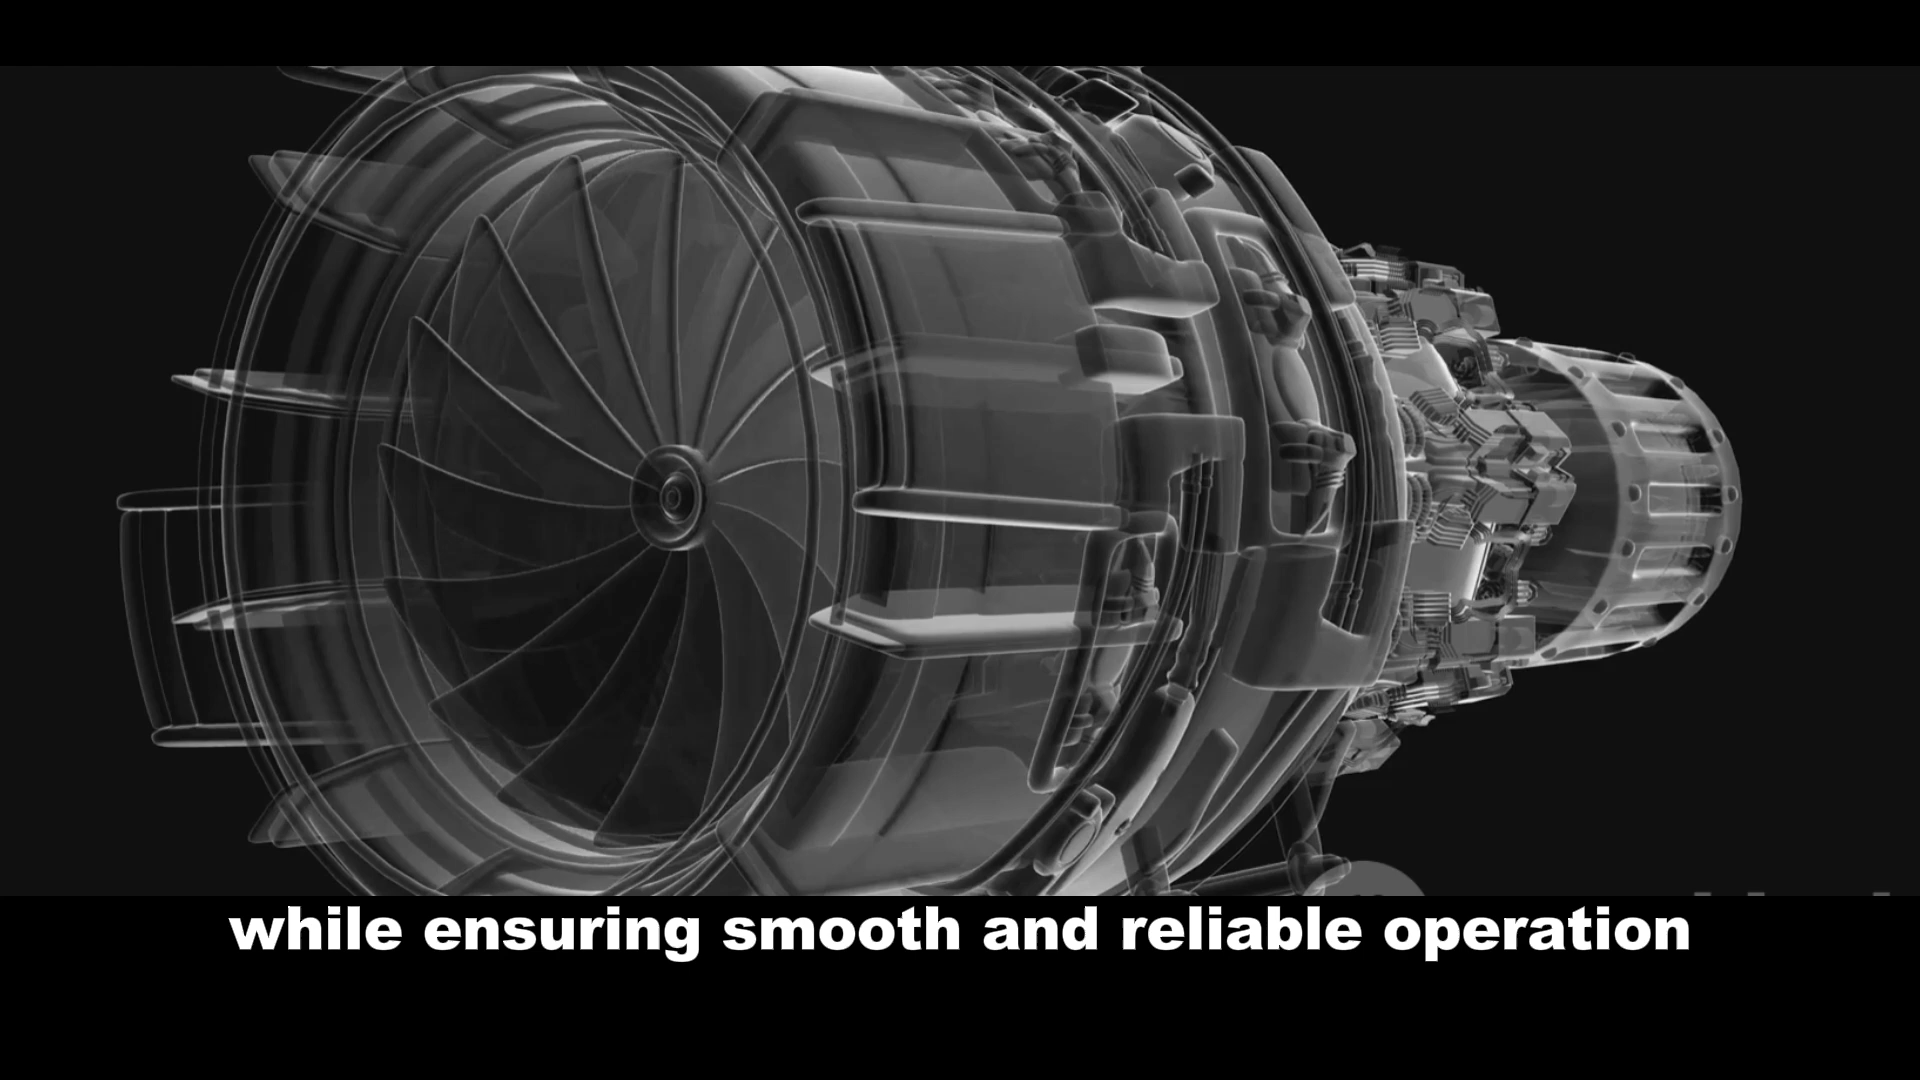 while ensuring smooth and reliable operation